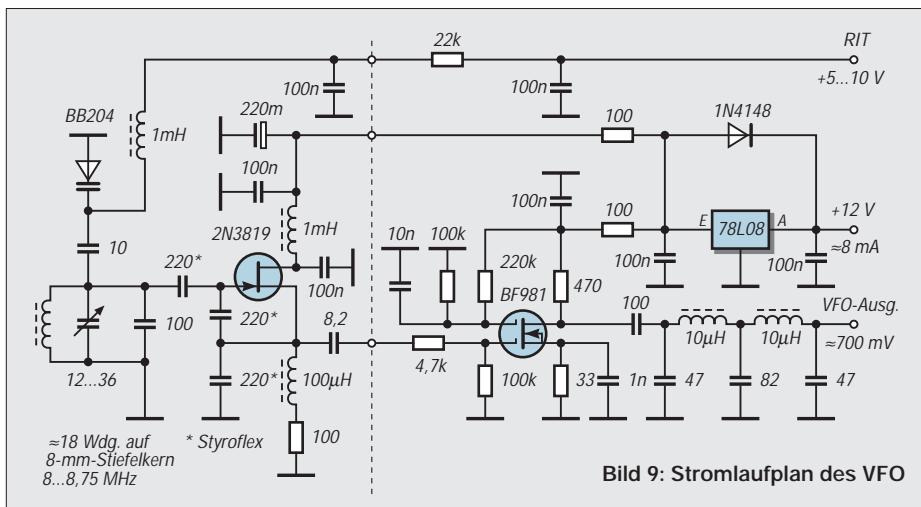 22k
RIT
+5...10 V
100n
100n
BB204
220m
1mH
100
1N4148
100n
100n
2N3819
1mH
10n
100k
100
E
78L08
A
+12 V
≈8 mA
10
220*
100n
220k
BF981
470
100n
100n
100
VFO-Ausg.
100
220*
8,2
10µH
10µH
≈700 mV
12...36
220*
100µH
4,7k
100k
33
1n
47
82
47
≈18 Wdg. auf
8-mm-Stiefelkern
8...8,75 MHz
* Styroflex
100
Bild 9: Stromlaufplan des VFO